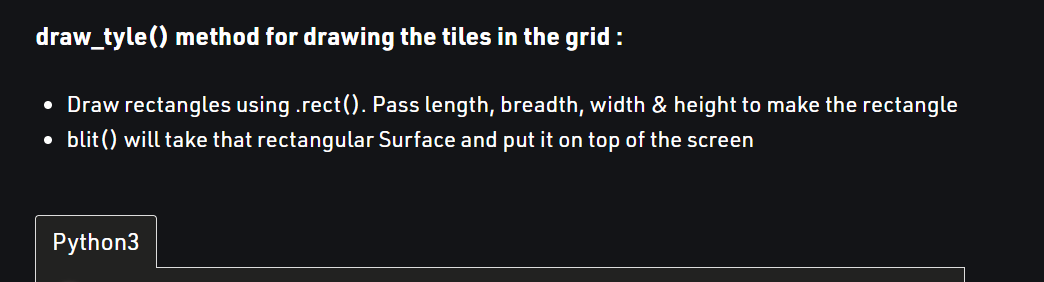 draw_tyle() method for drawing the tiles in the grid :
• Draw rectangles using .rect(). Pass length, breadth, width & height to make the rectangle
• blit() will take that rectangular Surface and put it on top of the screen
Python3